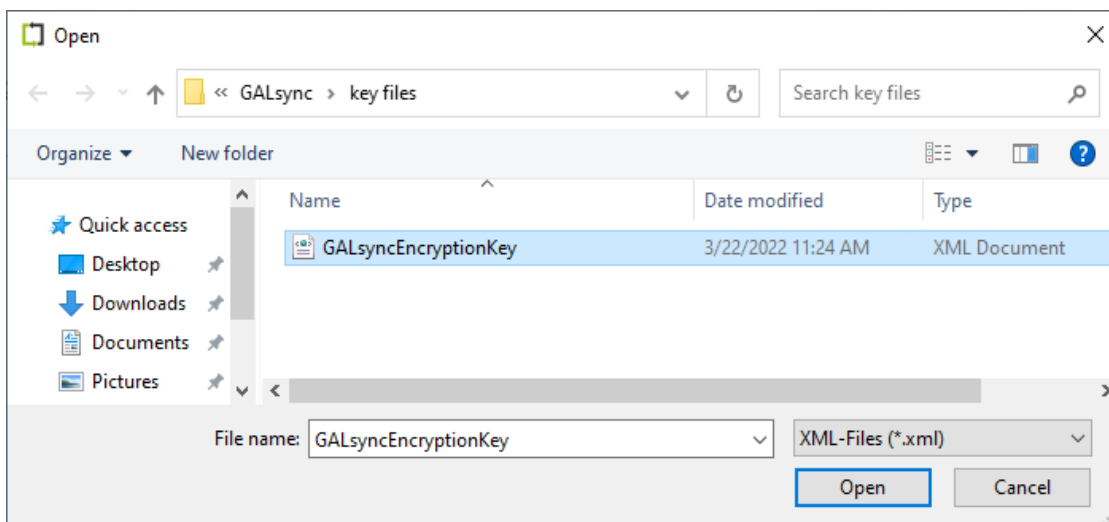 Open
« GALsync > key files
Search key files
Organize
New folder
?
Name
Date modified
Type
Quick access
GALsyncEncryptionKey
3/22/2022 11:24 AM
XML Document
Desktop
Downloads
Documents
Pictures
File name:
GALsyncEncryptionKey
XML-Files (*.xml)
Open
Cancel